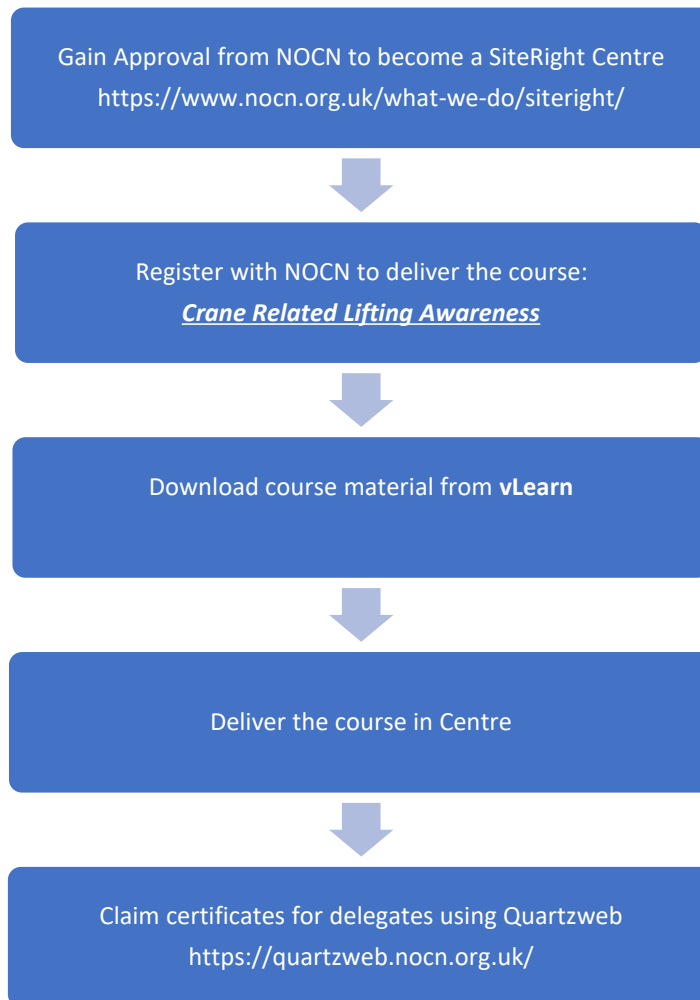 Gain Approval from NOCN to become a SiteRight Centre
https://www.nocn.org.uk/what-we-do/siteright/
Register with NOCN to deliver the course:
Crane Related Lifting Awareness
Download course material from vLearn
Deliver the course in Centre
Claim certificates for delegates using Quartzweb
https://quartzweb.nocn.org.uk/